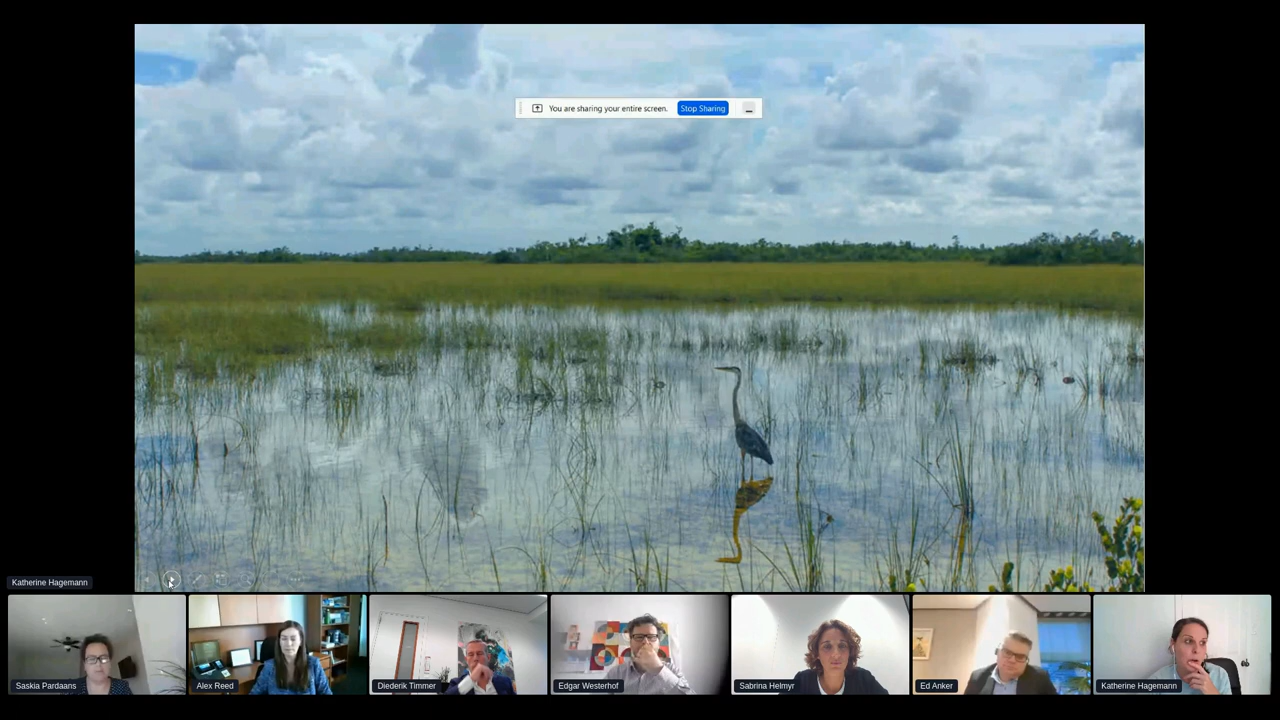 You are sharing your entire screen. Stop Sharing
Katherine Hagemann
Saskia Pardaans
Alex Reed
Diederik Timmer
Edgar Westerhof
Sabrina Helmyr
Ed Anker
Katherine Hagemann